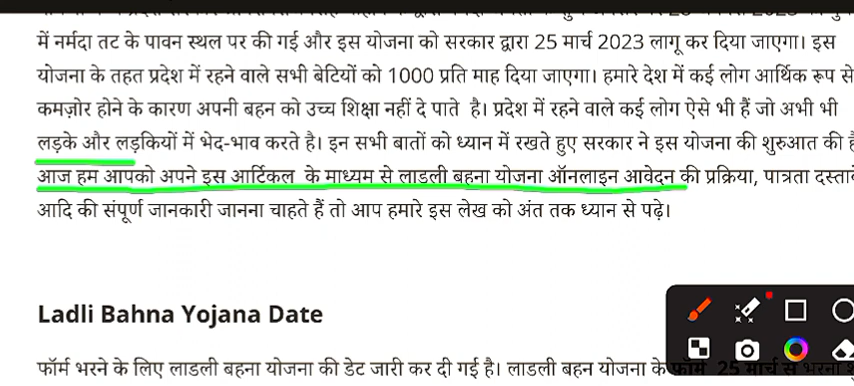 में नर्मदा तट के पावन स्थल पर की गई और इस योजना को सरकार द्वारा 25 मार्च 2023 लागू कर दिया जाएगा। इस
योजना के तहत प्रदेश में रहने वाले सभी बेटियों को 1000 प्रति माह दिया जाएगा। हमारे देश में कई लोग आर्थिक रूप से
कमज़ोर होने के कारण अपनी बहन को उच्च शिक्षा नहीं दे पाते है। प्रदेश में रहने वाले कई लोग ऐसे भी हैं जो अभी भी
लड़के और लड़कियों में भेद-भाव करते है। इन सभी बातों को ध्यान में रखते हुए सरकार ने इस योजना की शुरुआत की
आज हम आपको अपने इस आर्टिकल के माध्यम से लाडली बहना योजना ऑनलाइन आवेदन की प्रक्रिया, पात्रता
आदि की संपूर्ण जानकारी जानना चाहते हैं तो आप हमारे इस लेख को अंत तक ध्यान से पढ़े।
Ladli Bahna Yojana Date
फॉर्म भरने के लिए लाडली बहना योजना की डेट जारी कर दी गई है। लाडली बहन योजना के फॉर्म 25 मार्च से भरना